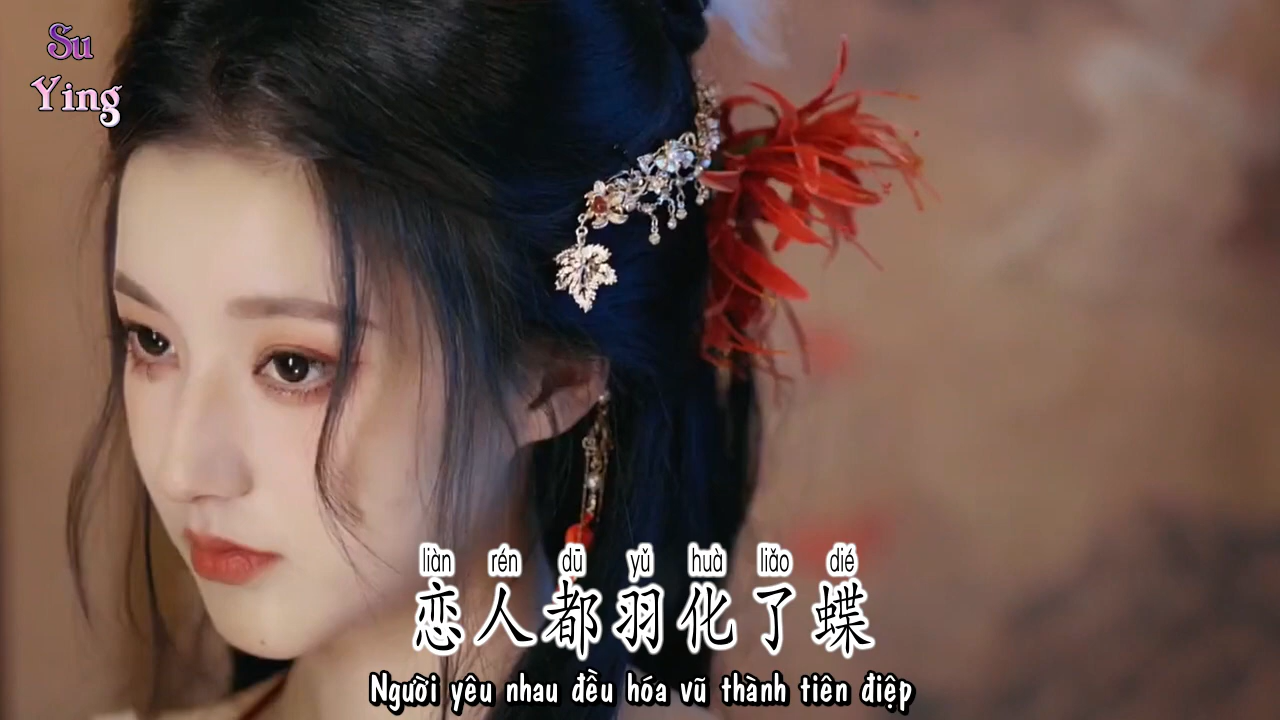 Su
Ying
liàn rén dū yǔ huà liǎo dié
恋人都羽化了蝶
Người yêu nhau đều hóa vũ thành tiên điệp